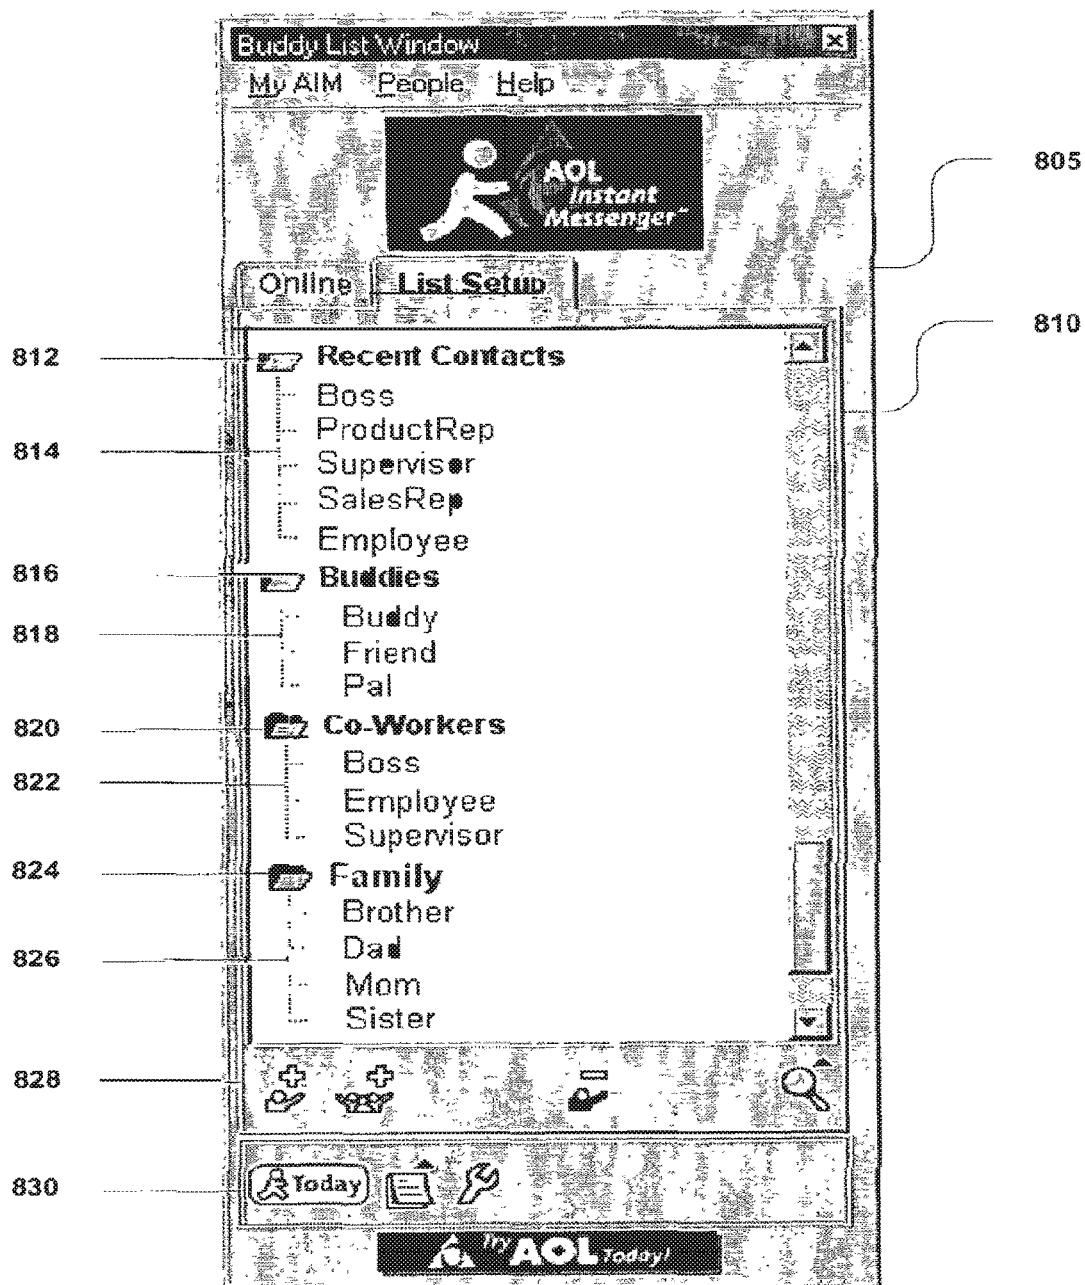 Buddy List Window
My AIM People Help
AOL
Instant
Messenger™
805
Online List Setup
810
812 Recent Contacts
Boss
ProductRep
814 Supervisor
SalesRep
Employee
816 Buddies
Buddy
818 Friend
Pal
820 Co-Workers
Boss
822 Employee
Supervisor
824 Family
Brother
826 Dad
Mom
Sister
828
830 Today
Try AOL Today!